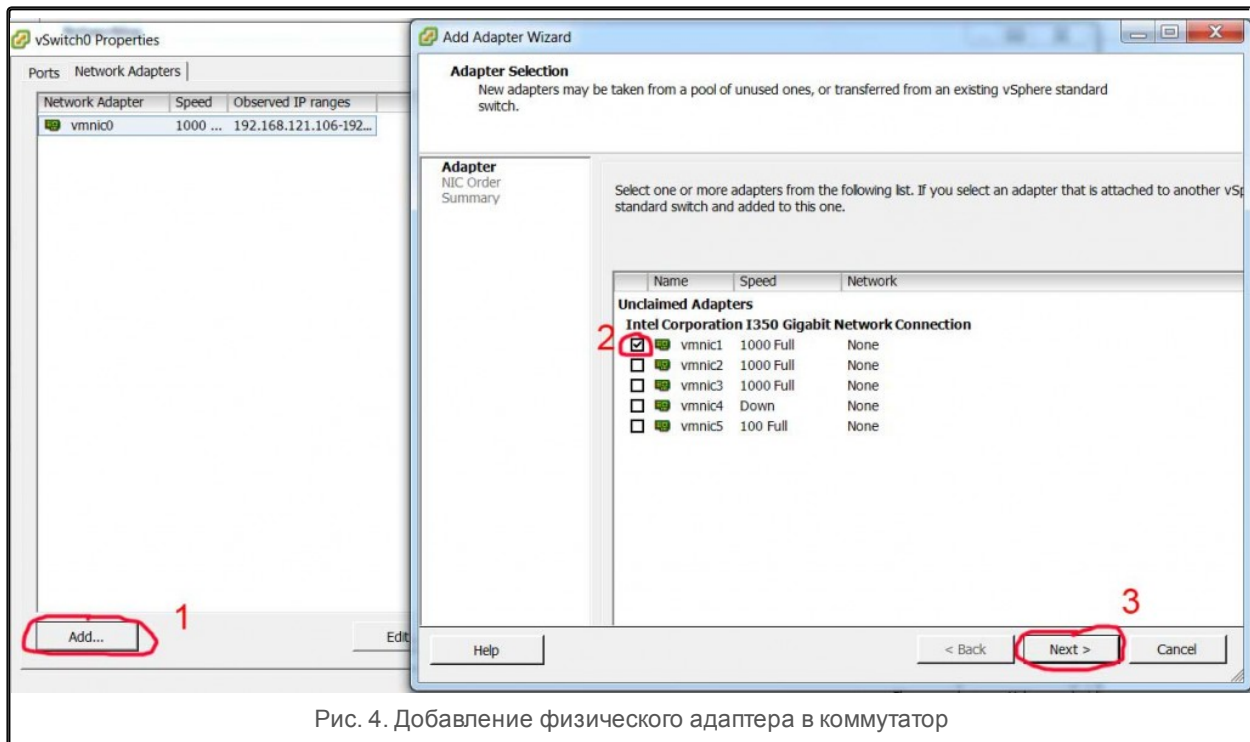 vSwitch0 Properties
Ports Network Adapters
Network Adapter Speed Observed IP ranges
vmnic0 1000 ... 192.168.121.106-192...
Add...
1
Edit
Add Adapter Wizard
Adapter Selection
New adapters may be taken from a pool of unused ones, or transferred from an existing vSphere standard
switch.
Adapter
NIC Order
Summary
Select one or more adapters from the following list. If you select an adapter that is attached to another
standard switch and added to this one.
Name Speed Network
Unclaimed Adapters
Intel Corporation I350 Gigabit Network Connection
2
vmnic1 1000 Full None
vmnic2 1000 Full None
vmnic3 1000 Full None
vmnic4 Down None
vmnic5 100 Full None
3
Help
< Back
Next >
Cancel
Рис. 4. Добавление физического адаптера в коммутатор